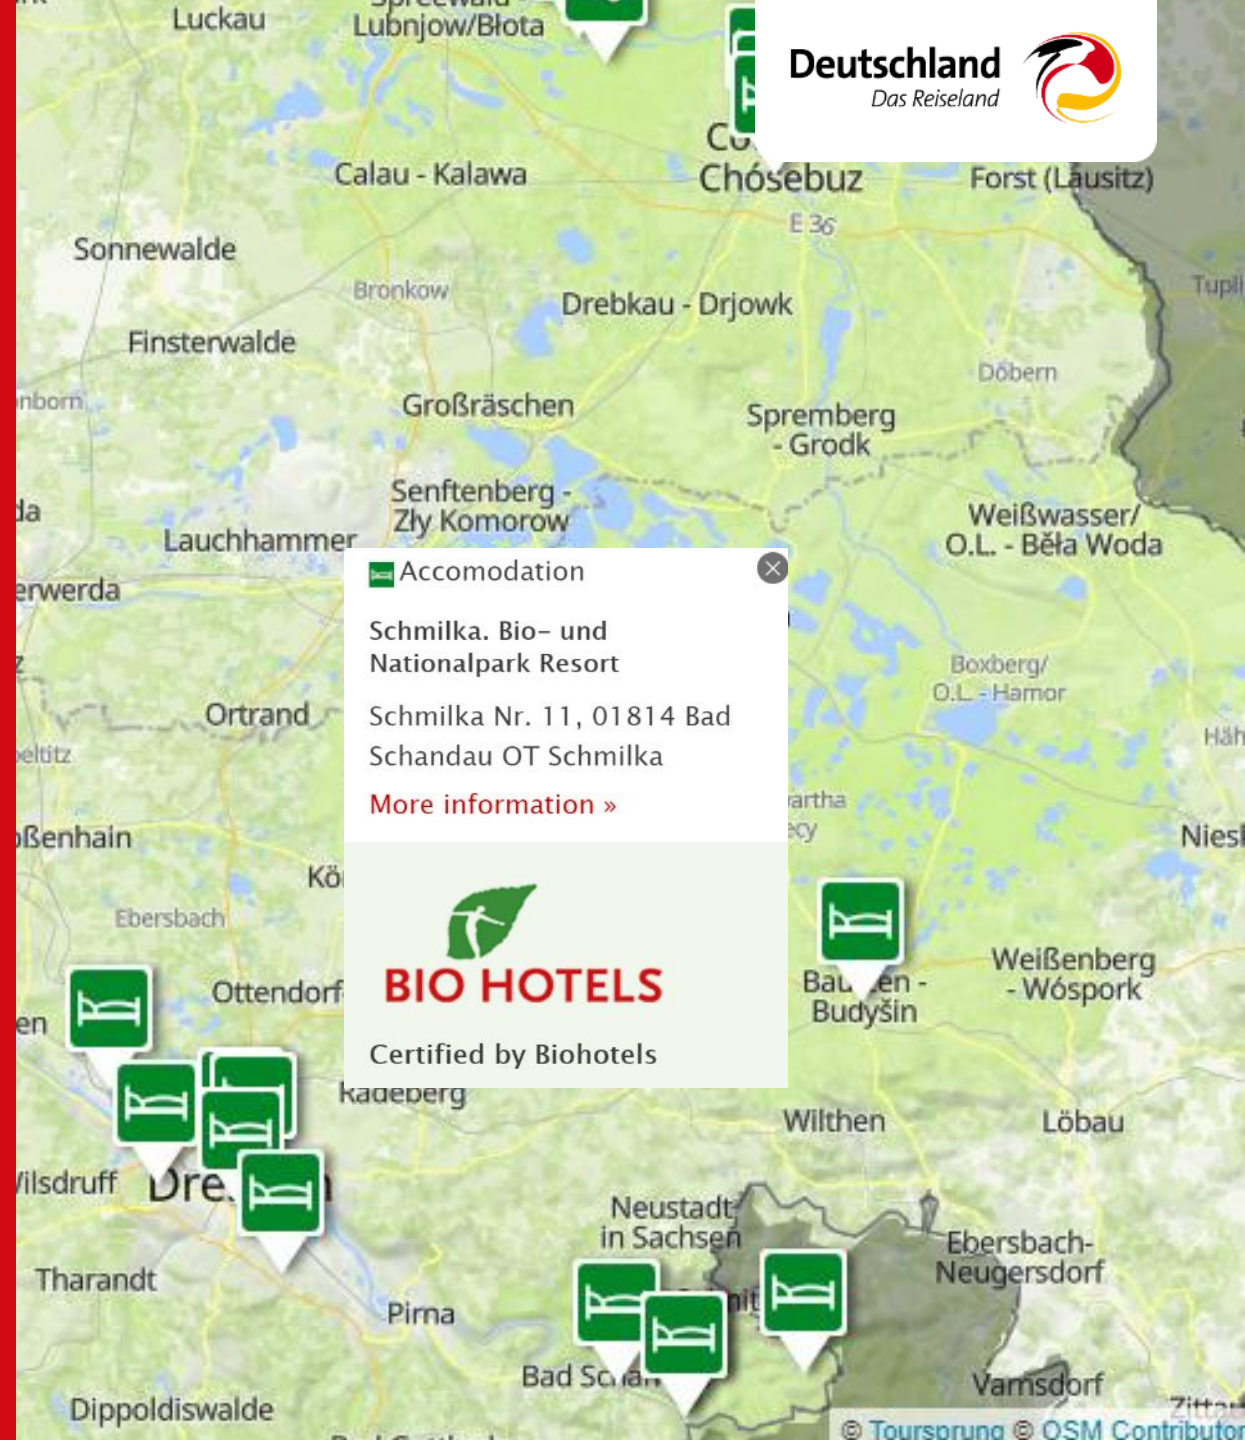 Luckau
Lubnjow/Błota
Deutschland
Das Reiseland
Calau - Kalawa
Chóśebuz
Forst (Lausitz)
E 36
Sonnewalde
Bronkow
Drebkau - Drjowk
Finsterwalde
Döbern
Großräschen
Spremberg
- Grodk
Senftenberg -
Zły Komorow
Weißwasser/
O.L. - Běła Woda
Lauchhammer
erwerda
Accomodation
Schmilka. Bio- und
Nationalpark Resort
Schmilka Nr. 11, 01814 Bad
Schandau OT Schmilka
More information »
BIO HOTELS
Certified by Biohotels
Boxberg/
O.L. - Hamor
Ortrand
Ebersbach
Ottendorf
Weißenberg
- Wóspork
Budyšin
Radeberg
Wilthen
Löbau
Neustadt
in Sachsen
Ebersbach-
Neugersdorf
Tharandt
Pirna
Bad
Varnsdorf
Dippoldiswalde
© Toursprung © OSM Contributor